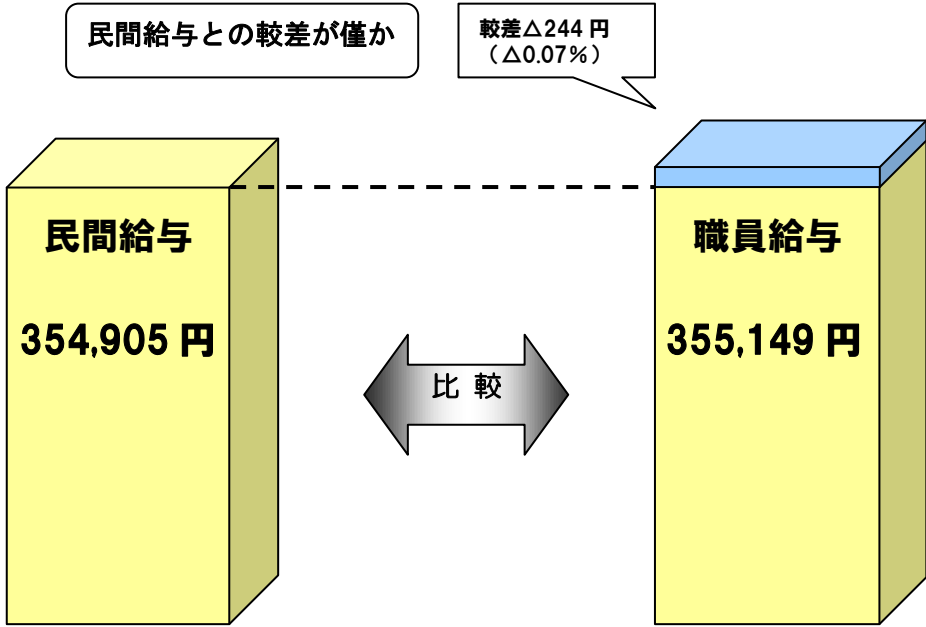 民間給与との較差が僅か
較差△244 円
（△0.07％）
民間給与
354,905 円
職員給与
355,149 円
比 較